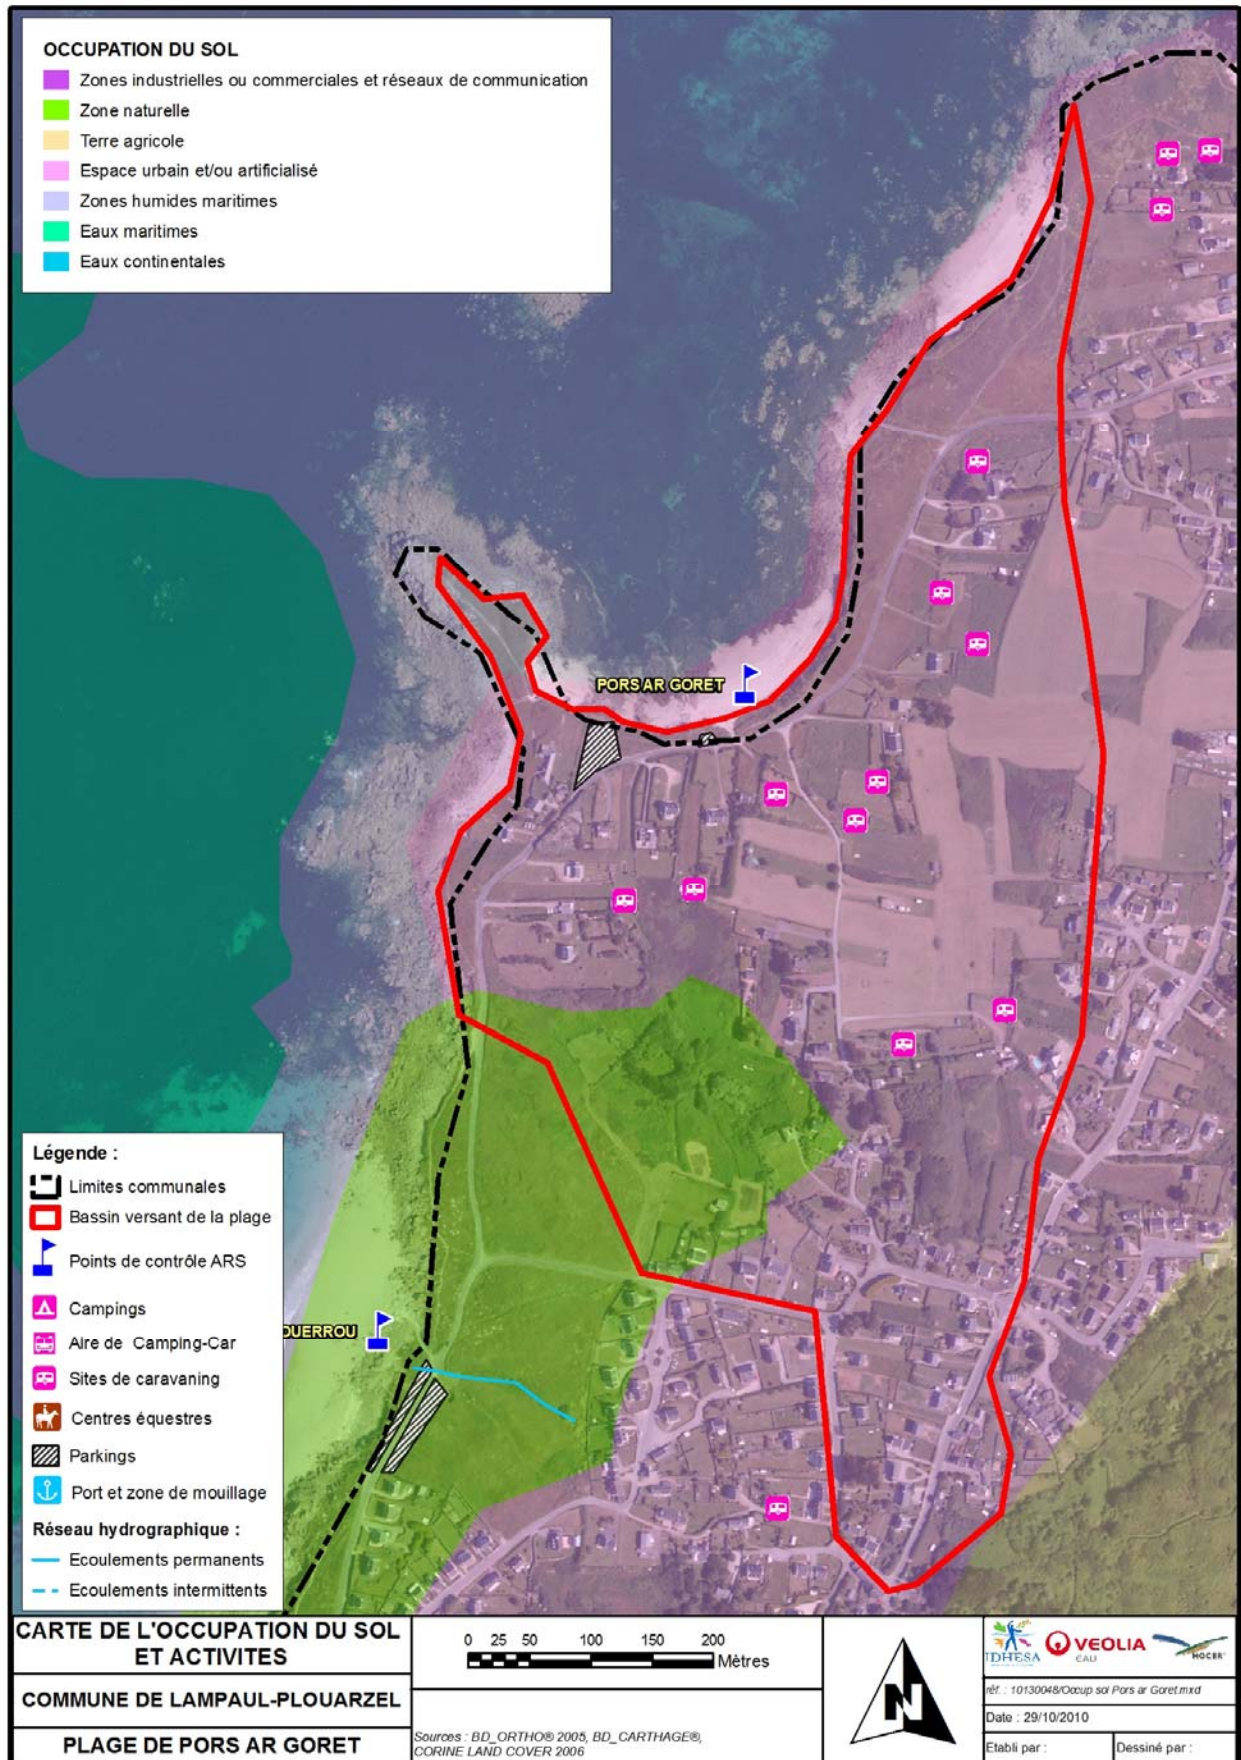 OCCUPATION DU SOL
Zones industrielles ou commerciales et réseaux de communication
Zone naturelle
Terre agricole
Espace urbain et/ou artificialisé
Zones humides maritimes
Eaux maritimes
Eaux continentales
PORS AR GORET
OUERROU
Légende :
Limites communales
Bassin versant de la plage
Points de contrôle ARS
Campings
Aire de Camping-Car
Sites de caravaning
Centres équestres
Parkings
Port et zone de mouillage
Réseau hydrographique :
Ecoulements permanents
Ecoulements intermittents
CARTE DE L'OCCUPATION DU SOL
ET ACTIVITES
COMMUNE DE LAMPAUL-PLOUARZEL
PLAGE DE PORS AR GORET
0 25 50 100 150 200
Mètres
Sources : BD_ORTHO® 2005, BD_CARTHAGE®,
CORINE LAND COVER 2006
N
IDHESA
VEOLIA
EAU
HOCER
réf. : 10130048/Occup sol Pors ar Goret.mxd
Date : 29/10/2010
Etabli par :
Dessiné par :